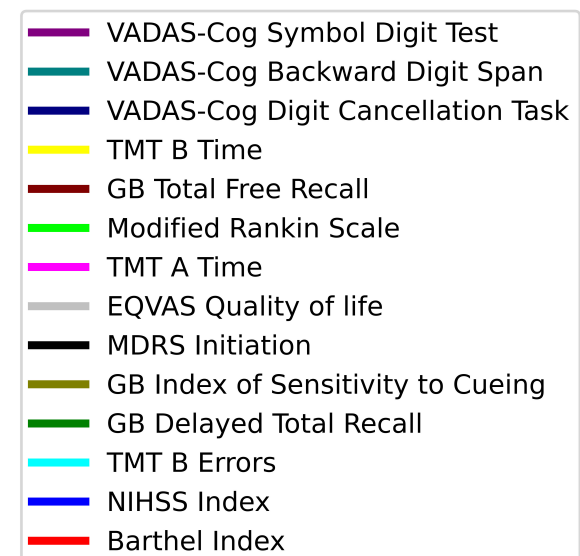 VADAS-Cog Symbol Digit Test
VADAS-Cog Backward Digit Span
VADAS-Cog Digit Cancellation Task
TMT B Time
GB Total Free Recall
Modified Rankin Scale
TMT A Time
EQVAS Quality of life
MDRS Initiation
GB Index of Sensitivity to Cueing
GB Delayed Total Recall
TMT B Errors
NIHSS Index
Barthel Index